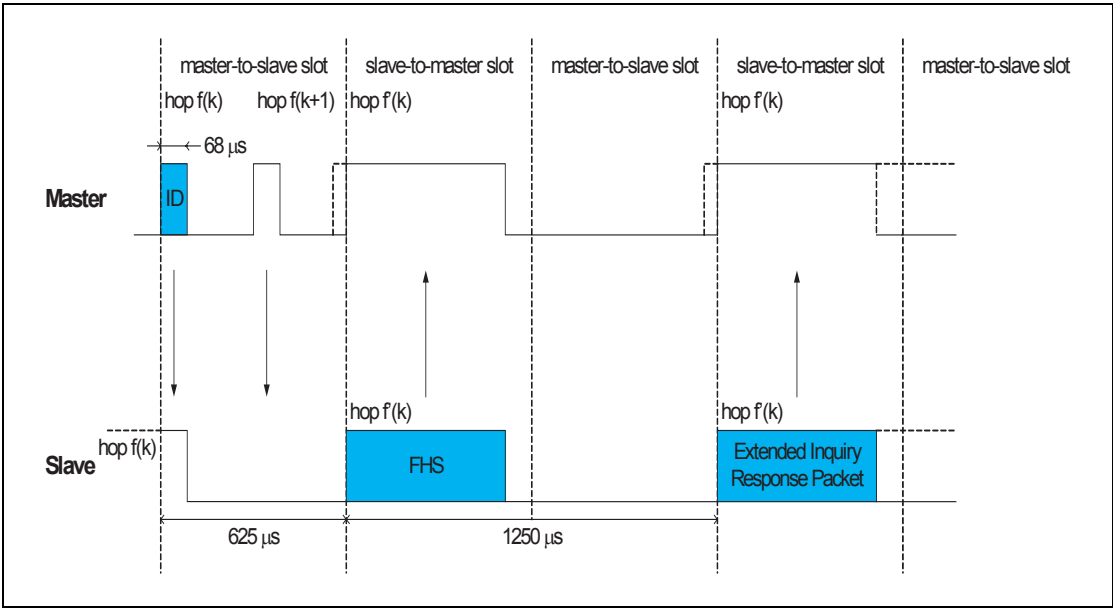 master-to-slave slot
slave-to-master slot
master-to-slave slot
slave-to-master slot
master-to-slave slot
hop f(k)
hop f(k+1)
hop f'(k)
hop f'(k)
68 μs
Master
ID
hop f(k)
hop f'(k)
hop f'(k)
Slave
FHS
Extended Inquiry
Response Packet
625 μs
1250 μs